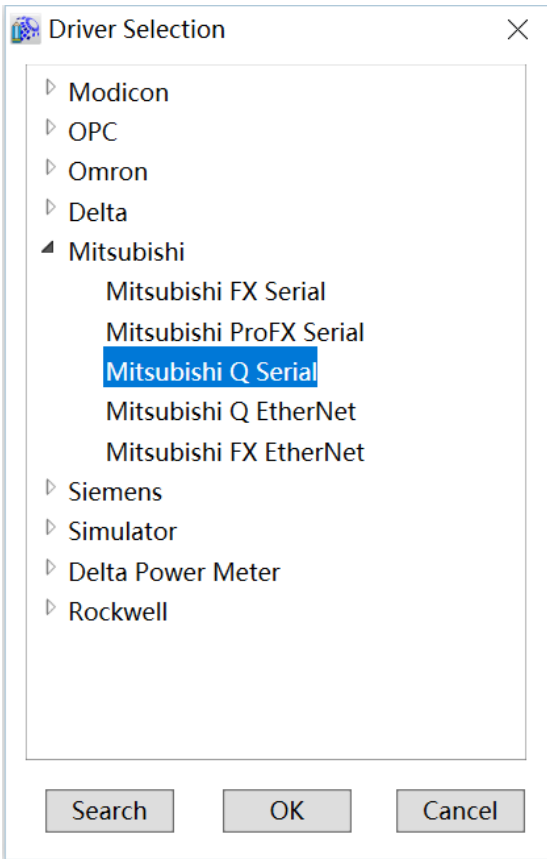 Driver Selection
Modicon
OPC
Omron
Delta
Mitsubishi
Mitsubishi FX Serial
Mitsubishi ProFX Serial
Mitsubishi Q Serial
Mitsubishi Q EtherNet
Mitsubishi FX EtherNet
Siemens
Simulator
Delta Power Meter
Rockwell
Search OK Cancel